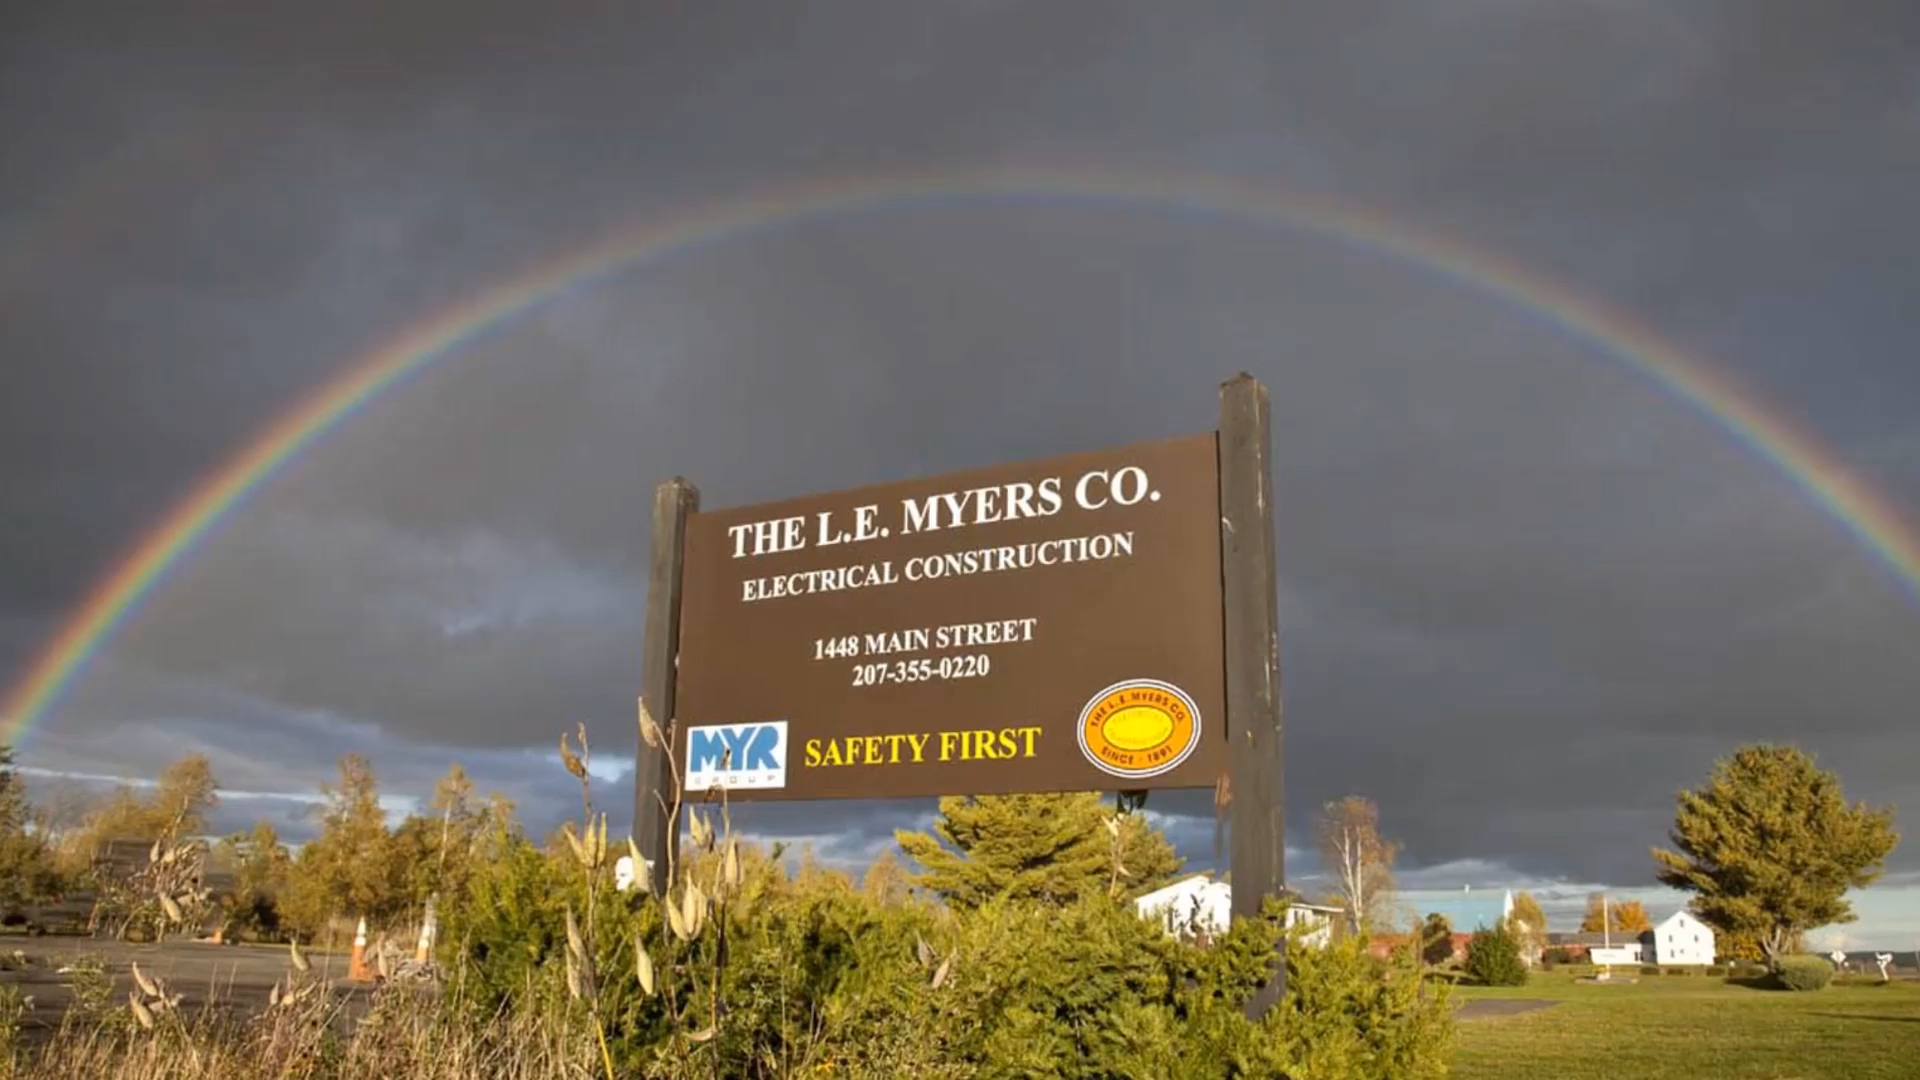 THE L.E. MYERS CO.
ELECTRICAL CONSTRUCTION
1448 MAIN STREET
207-355-0220
MYR
GROUP
SAFETY FIRST
THE L.E. MYERS CO.
SINCE - 1891